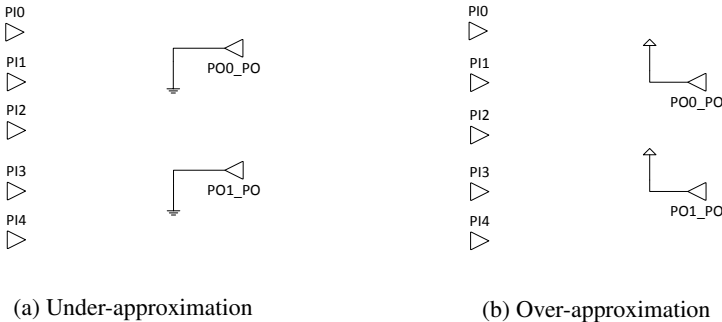 PI0
PI1
PI2
PI3
PI4
PO0_PO
PO1_PO
(a) Under-approximation
PI0
PI1
PI2
PI3
PI4
PO0_PO
PO1_PO
(b) Over-approximation